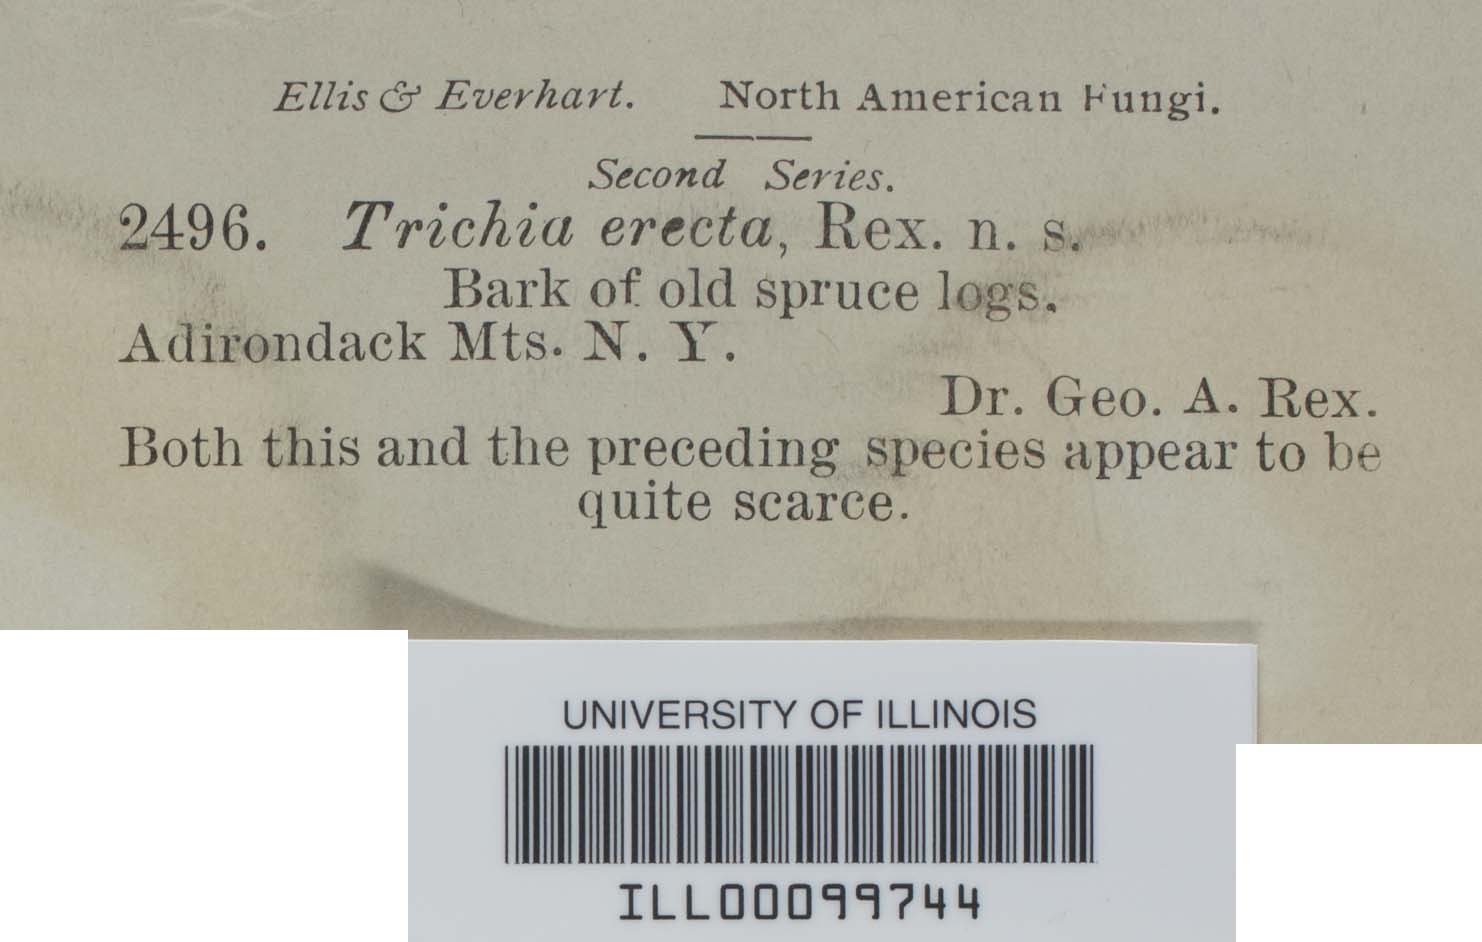 Ellis & Everhart. North American Fungi.
Second Series.
2496. Trichia erecta, Rex. n. s.
Bark of old spruce logs.
Adirondack Mts. N. Y.
Dr. Geo. A. Rex.
Both this and the preceding species appear to be
quite scarce.
UNIVERSITY OF ILLINOIS
ILL00099744